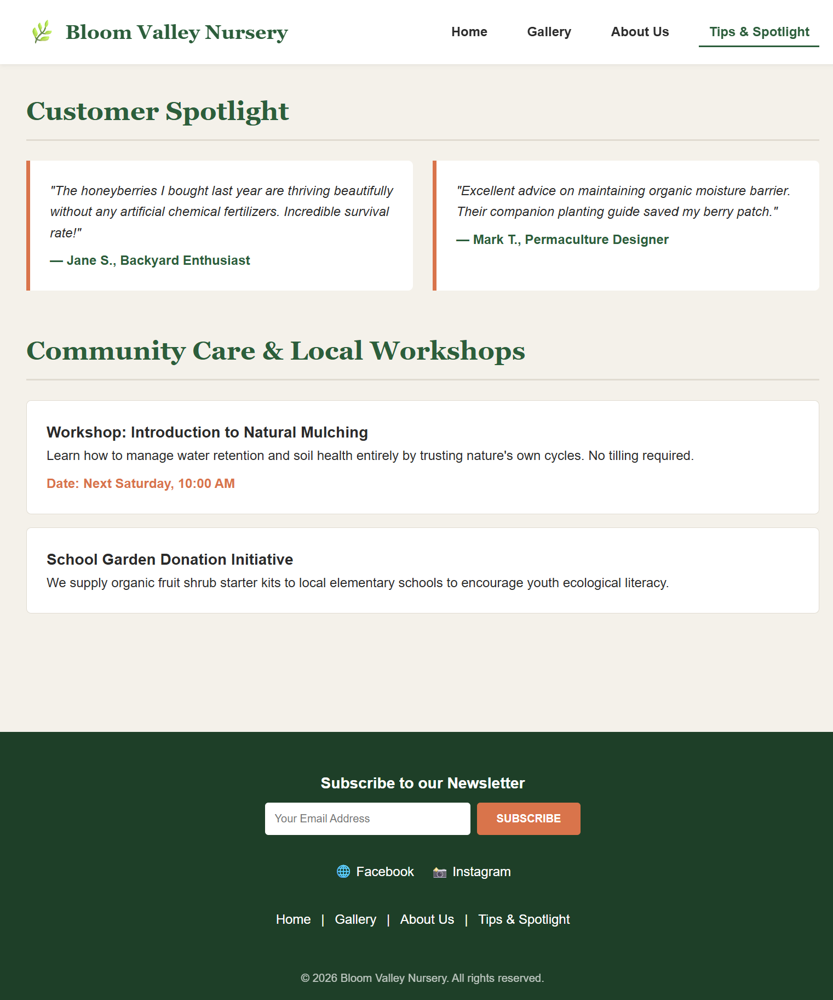 Bloom Valley Nursery
Home Gallery About Us Tips & Spotlight
Customer Spotlight
"The honeyberries I bought last year are thriving beautifully
without any artificial chemical fertilizers. Incredible survival
rate!"
— Jane S., Backyard Enthusiast
"Excellent advice on maintaining organic moisture barrier.
Their companion planting guide saved my berry patch."
— Mark T., Permaculture Designer
Community Care & Local Workshops
Workshop: Introduction to Natural Mulching
Learn how to manage water retention and soil health entirely by trusting nature's own cycles. No tilling required.
Date: Next Saturday, 10:00 AM
School Garden Donation Initiative
We supply organic fruit shrub starter kits to local elementary schools to encourage youth ecological literacy.
Subscribe to our Newsletter
Your Email Address SUBSCRIBE
Facebook Instagram
Home | Gallery | About Us | Tips & Spotlight
© 2026 Bloom Valley Nursery. All rights reserved.